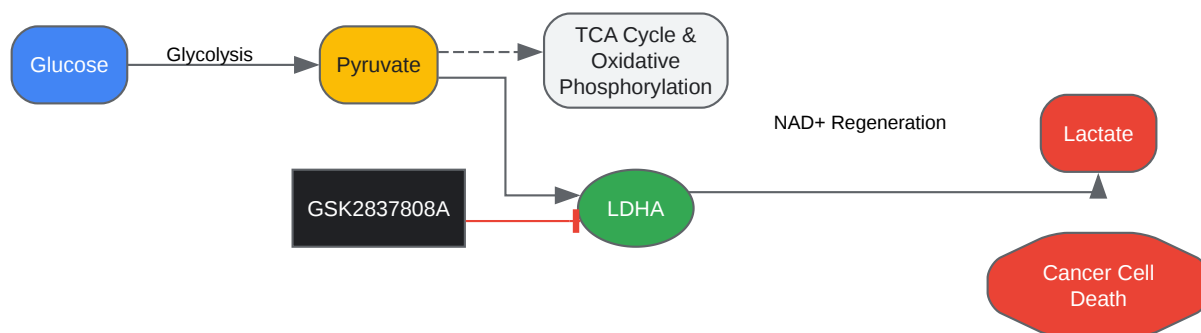 Glucose
Glycolysis
Pyruvate
TCA Cycle &
Oxidative
Phosphorylation
NAD+ Regeneration
Lactate
GSK2837808A
LDHA
Cancer Cell
Death